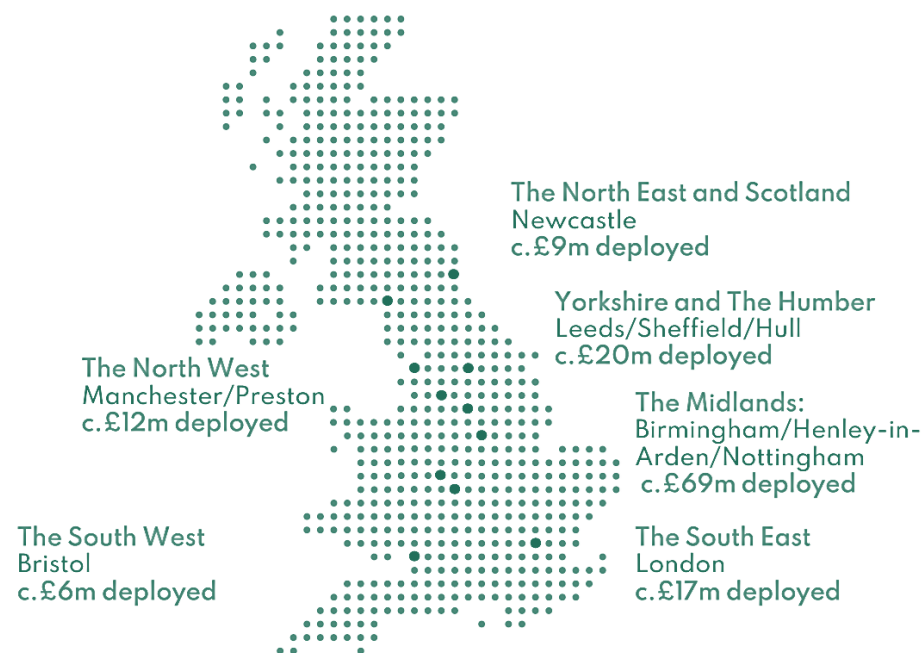 The North East and Scotland
Newcastle
c.£9m deployed
Yorkshire and The Humber
Leeds/Sheffield/Hull
c.£20m deployed
The North West
Manchester/Preston
c.£12m deployed
The Midlands:
Birmingham/Henley-in-
Arden/Nottingham
c.£69m deployed
The South West
Bristol
c.£6m deployed
The South East
London
c.£17m deployed